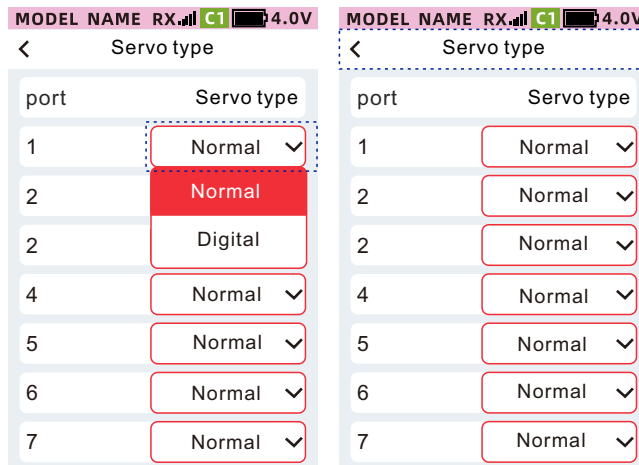 MODEL NAME RX C1 4.0V
Servo type
port Servo type
1 Normal
2 Normal
2 Digital
4 Normal
5 Normal
6 Normal
7 Normal
MODEL NAME RX C1 4.0V
Servo type
port Servo type
1 Normal
2 Normal
2 Normal
4 Normal
5 Normal
6 Normal
7 Normal